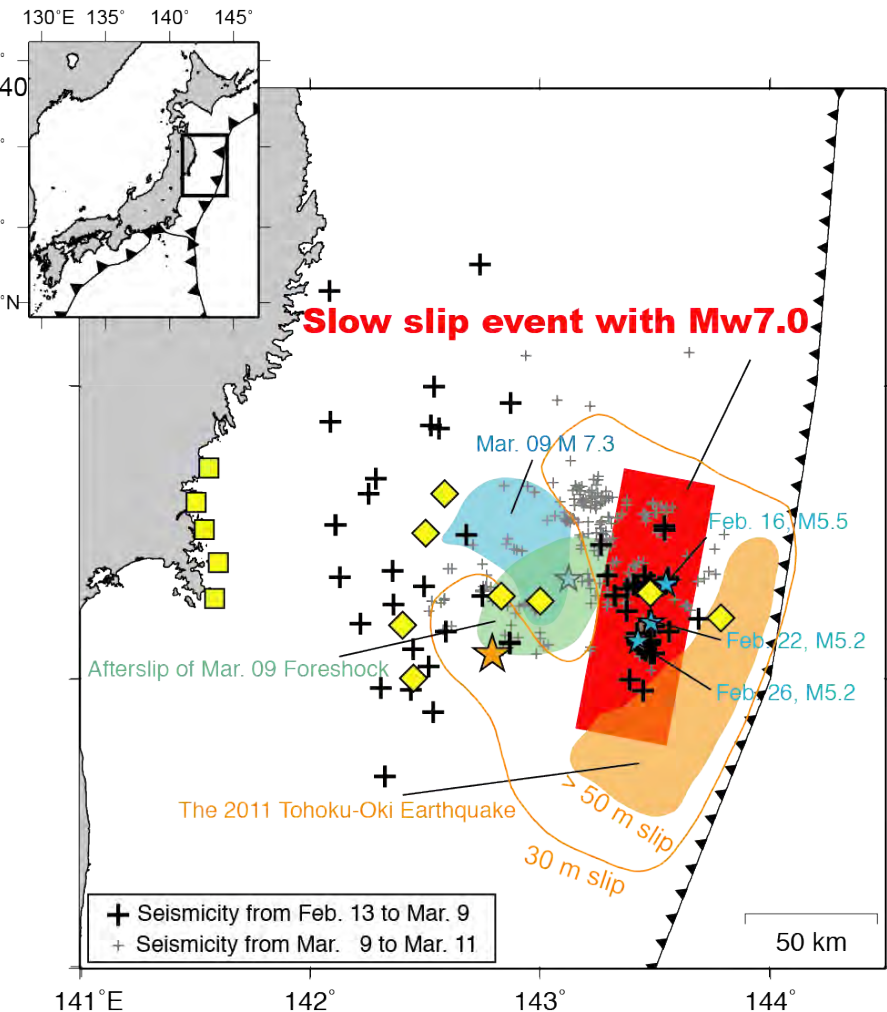 130°E 135° 140° 145°
40
°
°
°
°N
Slow slip event with Mw7.0
Mar. 09 M 7.3
Feb. 16, M5.5
Feb. 22, M5.2
Afterslip of Mar. 09 Foreshock
Feb. 26, M5.2
The 2011 Tohoku-Oki Earthquake
> 50 m slip
30 m slip
Seismicity from Feb. 13 to Mar. 9
Seismicity from Mar. 9 to Mar. 11
50 km
141°E 142° 143° 144°